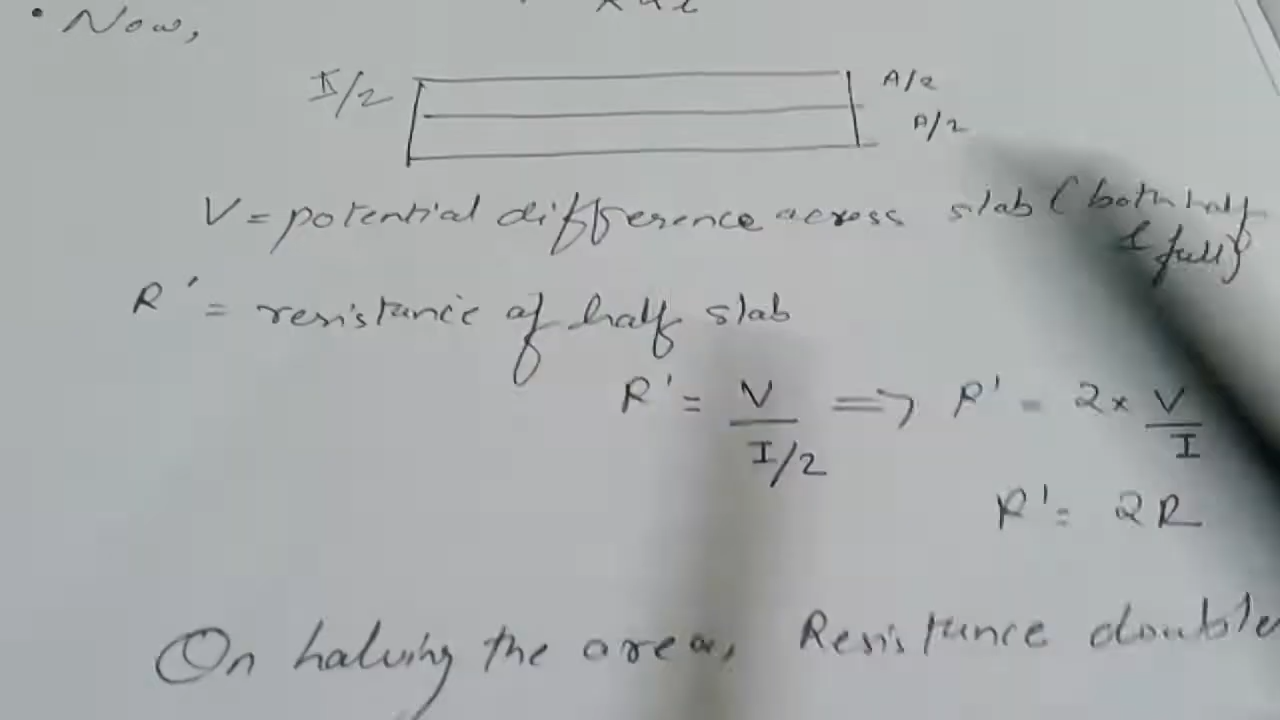 • Now,
I/2
A/2
A/2
V = potential difference across slab (both half
& full)
R' = resistance of half slab
R' = V / I/2 => R' = 2 x V / I
R' = 2R
On halving the area, Resistance double